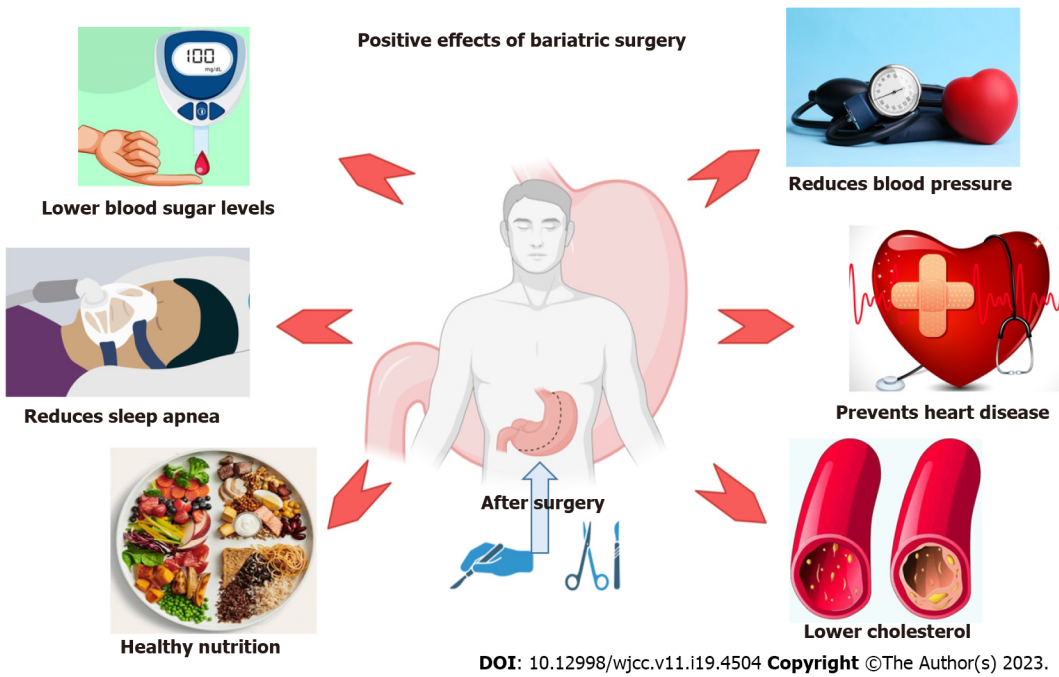 Positive effects of bariatric surgery
100
mg/dL
Lower blood sugar levels
Reduces blood pressure
Reduces sleep apnea
Prevents heart disease
After surgery
Healthy nutrition
Lower cholesterol
DOI: 10.12998/wjcc.v11.i19.4504 Copyright ©The Author(s) 2023.